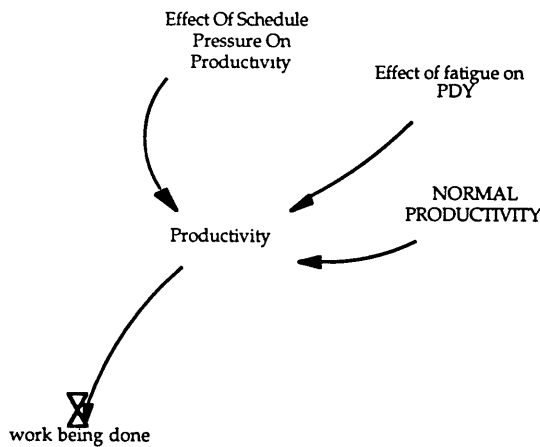 Effect Of Schedule
Pressure On
Productivity
Effect of fatigue on
PDY
NORMAL
PRODUCTIVITY
Productivity
work being done